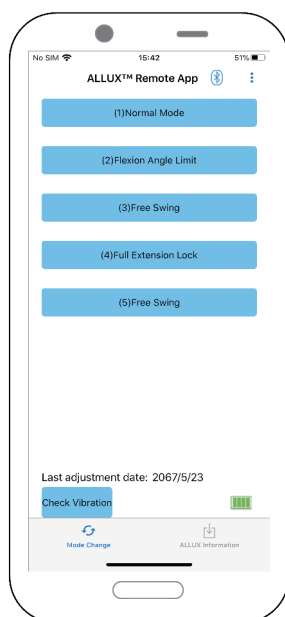 No SIM 15:42 51%
ALLUX™ Remote App
(1)Normal Mode
(2)Flexion Angle Limit
(3)Free Swing
(4)Full Extension Lock
(5)Free Swing
Last adjustment date: 2067/5/23
Check Vibration
Mode Change ALLUX Information